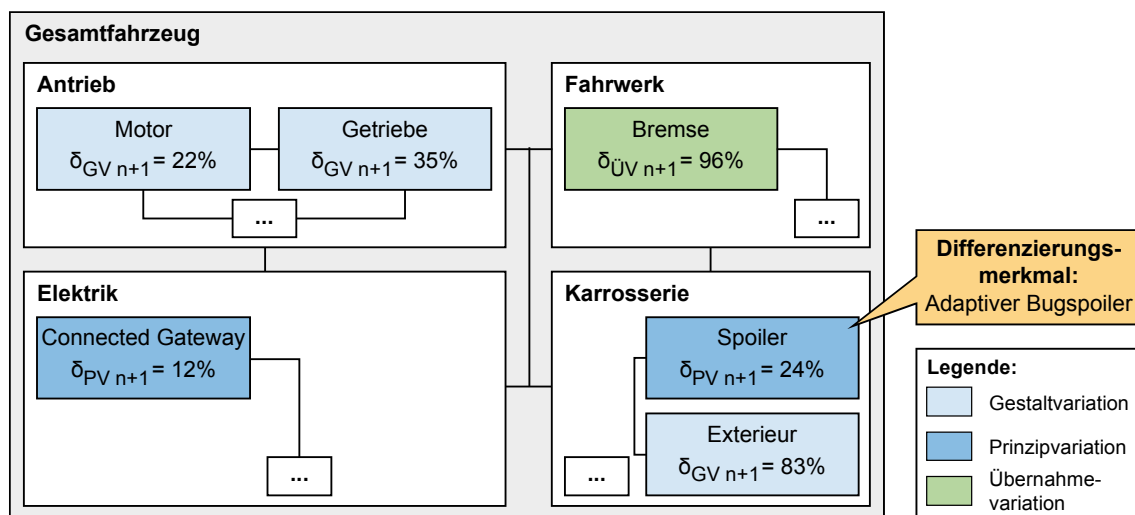 Gesamtfahrzeug
Antrieb
Motor
δGV n+1 = 22%
Getriebe
δGV n+1 = 35%
...
Fahrwerk
Bremse
δÜV n+1 = 96%
...
Elektrik
Connected Gateway
δPV n+1 = 12%
...
Karrosserie
Spoiler
δPV n+1 = 24%
Exterieur
δGV n+1 = 83%
...
Differenzierungs-
merkmal:
Adaptiver Bugspoiler
Legende:
Gestaltvariation
Prinzipvariation
Übernahme-
variation